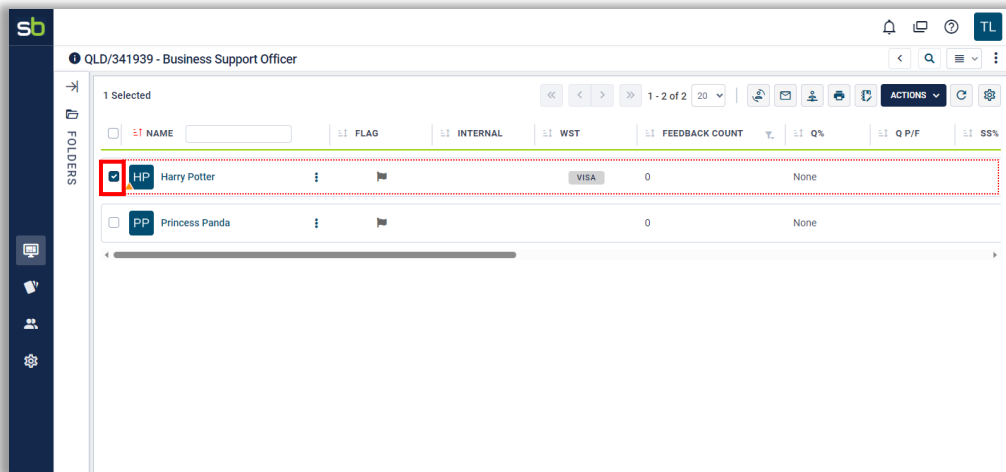 sb
TL
QLD/341939 - Business Support Officer
FOLDERS
1 Selected
1 - 2 of 2 20 ACTIONS
NAME FLAG INTERNAL WST FEEDBACK COUNT Q% Q P/F SS%
HP Harry Potter VISA 0 None
PP Princess Panda 0 None